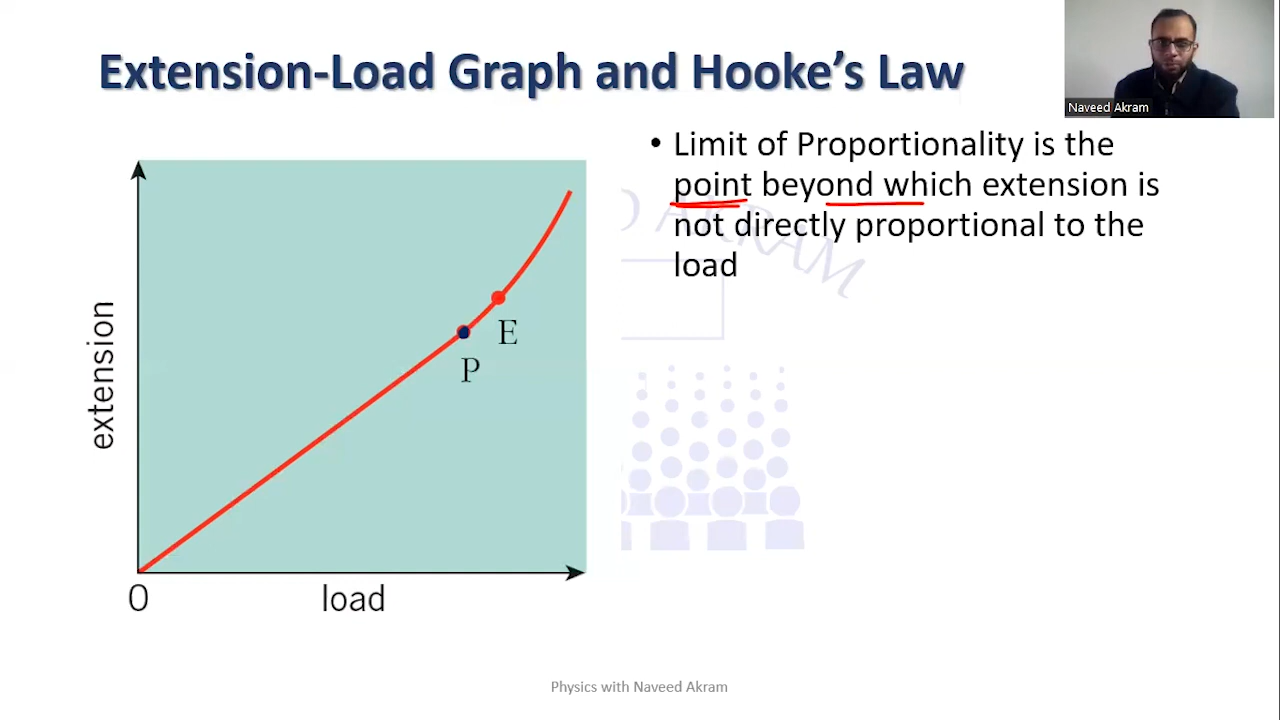 Extension-Load Graph and Hooke's Law
Naveed Akram
• Limit of Proportionality is the
point beyond which extension is
not directly proportional to the
load
D AKRAM
extension
E
P
O
load
Physics with Naveed Akram